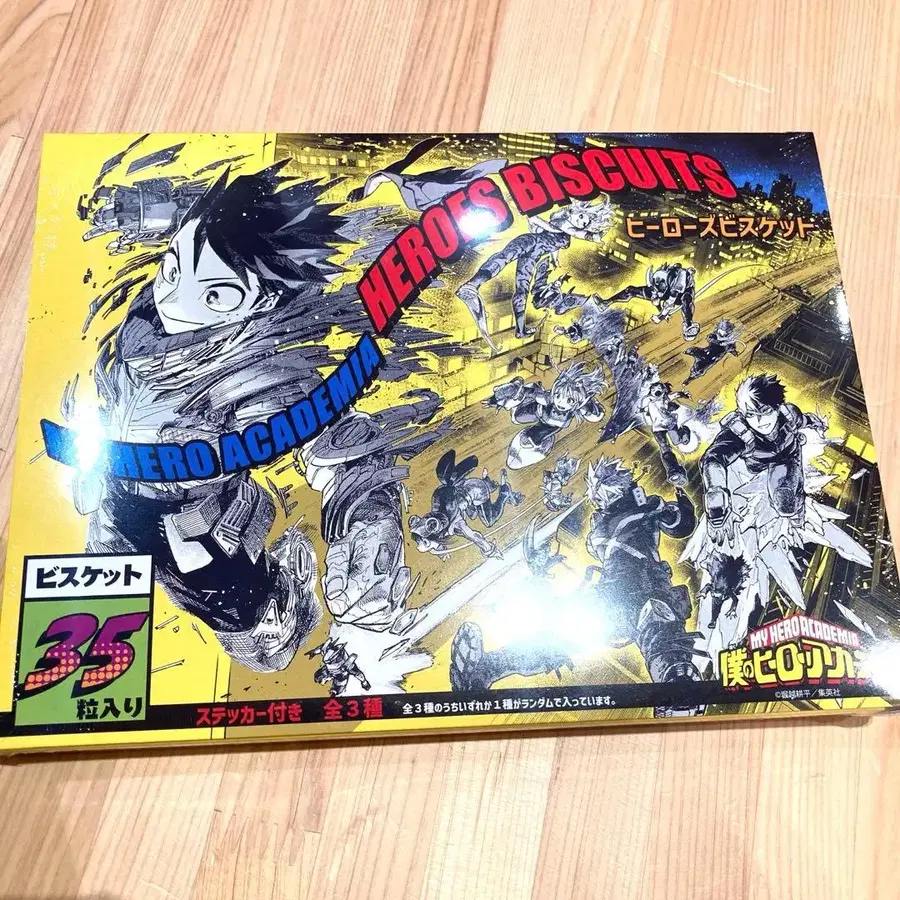 HEROES BISCUITS
ヒーローズビスケット
MY HERO ACADEMIA
ビスケット
35
粒入り
ステッカー付き 全3種 全3種のうちいずれか1種がランダムで入っています。
MY HERO ACADEMIA
僕のヒーローアカ
©堀越耕平/集英社